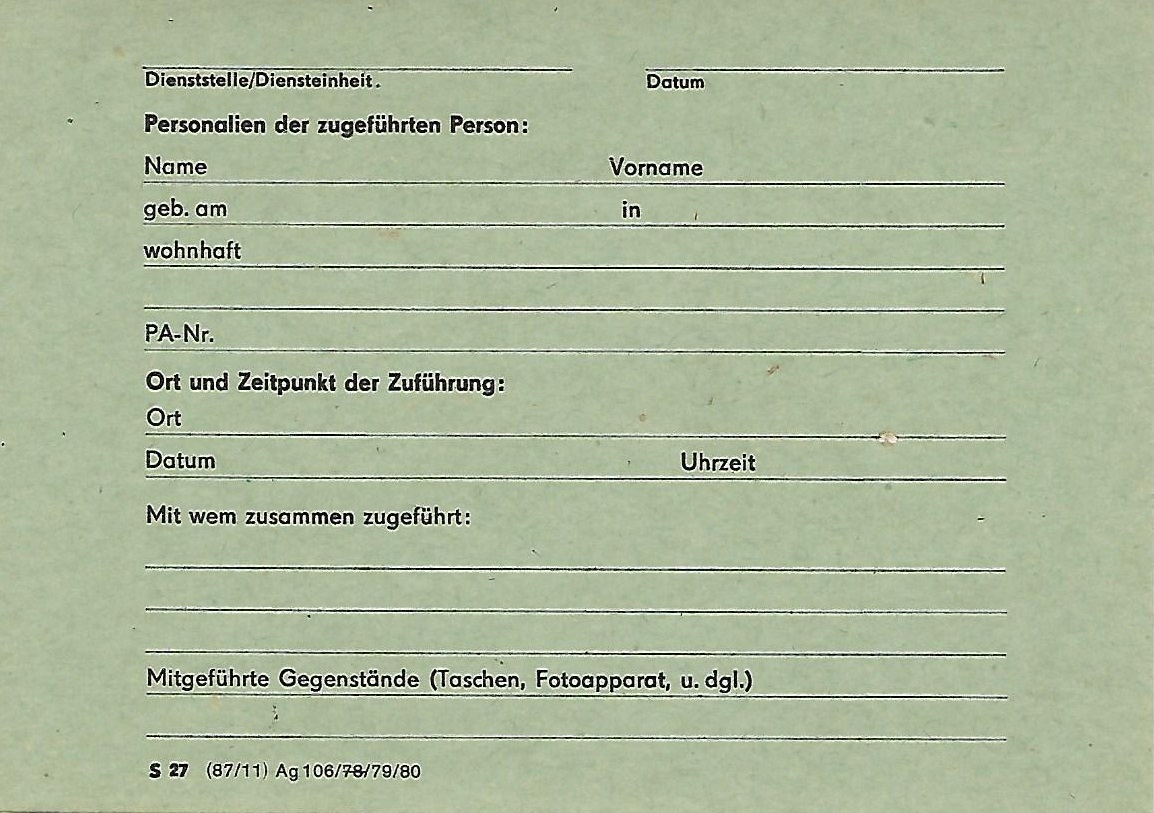 Dienststelle/Diensteinheit. Datum
Personalien der zugeführten Person:
Name Vorname
geb. am in
wohnhaft
PA-Nr.
Ort und Zeitpunkt der Zuführung:
Ort
Datum Uhrzeit
Mit wem zusammen zugeführt:
Mitgeführte Gegenstände (Taschen, Fotoapparat, u. dgl.)
S 27 (87/11) Ag 106/78/79/80